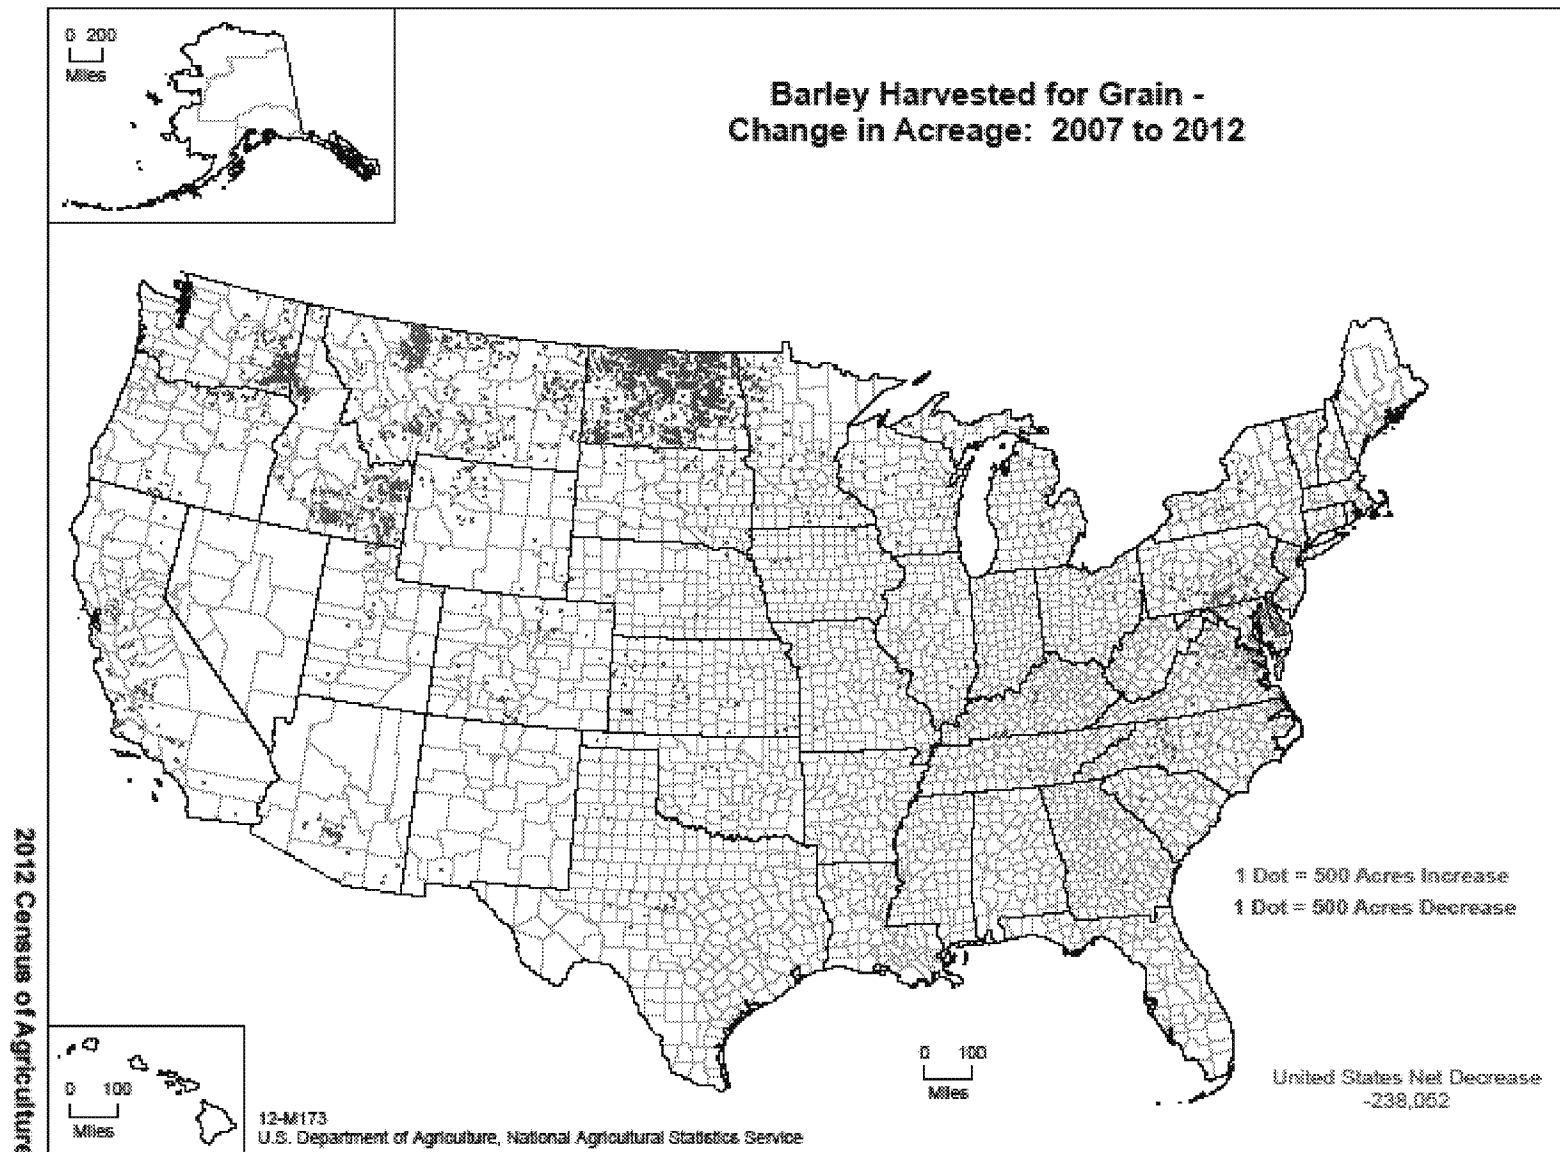 0 200
Miles
Barley Harvested for Grain -
Change in Acreage: 2007 to 2012
1 Dot = 500 Acres Increase
1 Dot = 500 Acres Decrease
0 100
Miles
United States Net Decrease
-238,052
0 100
Miles
12-M173
U.S. Department of Agriculture, National Agricultural Statistics Service
2012 Census of Agriculture